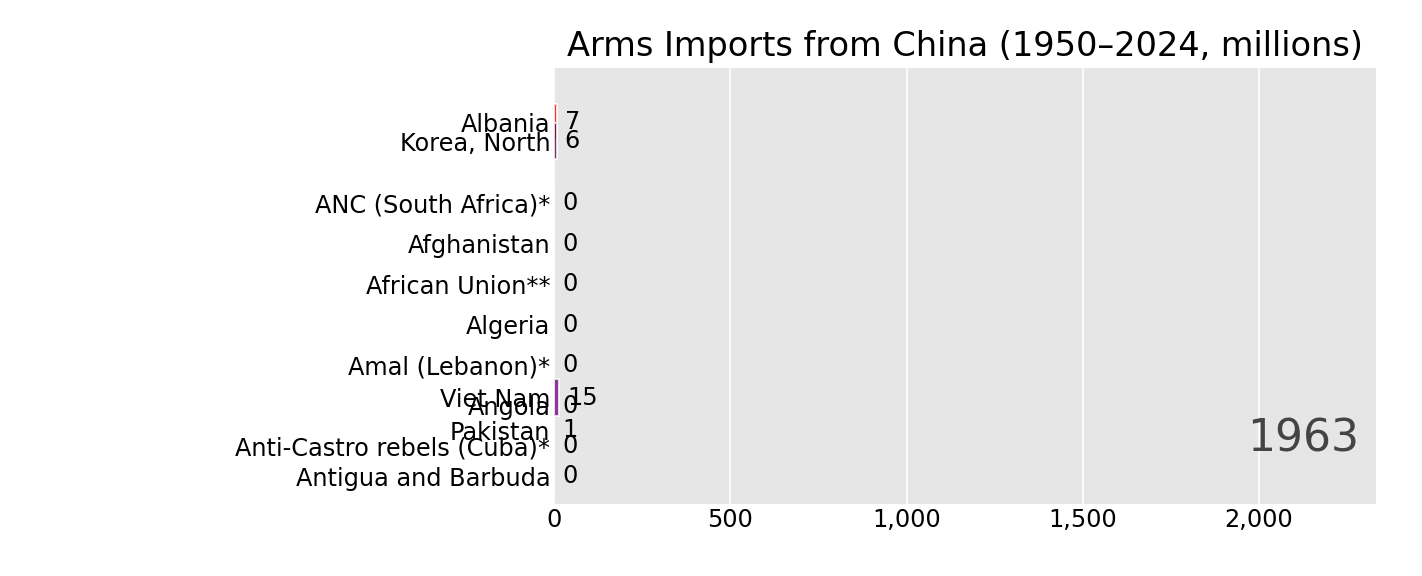 Arms Imports from China (1950–2024, millions)
Albania 7
Korea, North 6
ANC (South Africa)* 0
Afghanistan 0
African Union** 0
Algeria 0
Amal (Lebanon)* 0
Viet Nam 15
Angola 0
Pakistan 1
Anti-Castro rebels (Cuba)* 0
1963
Antigua and Barbuda 0
0 500 1,000 1,500 2,000